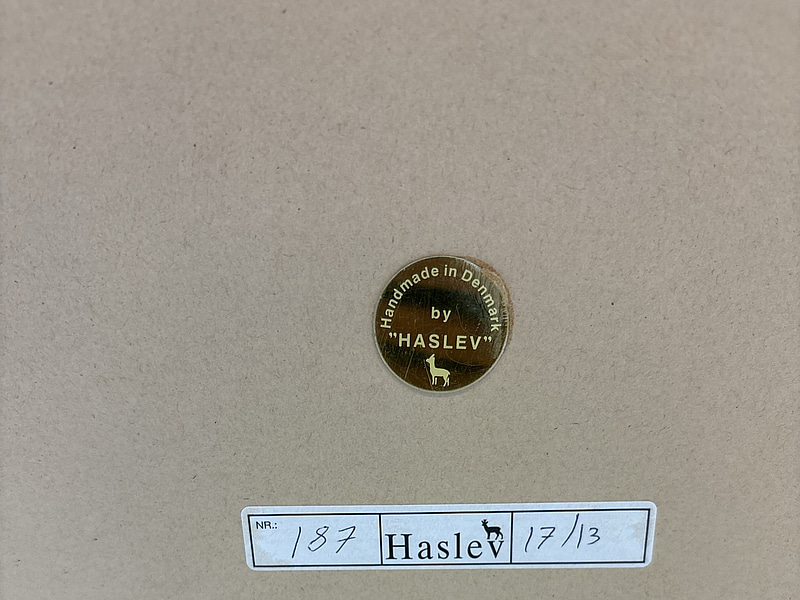 Handmade in Denmark
by
"HASLEV"
NR.: 187 Haslev 17/13